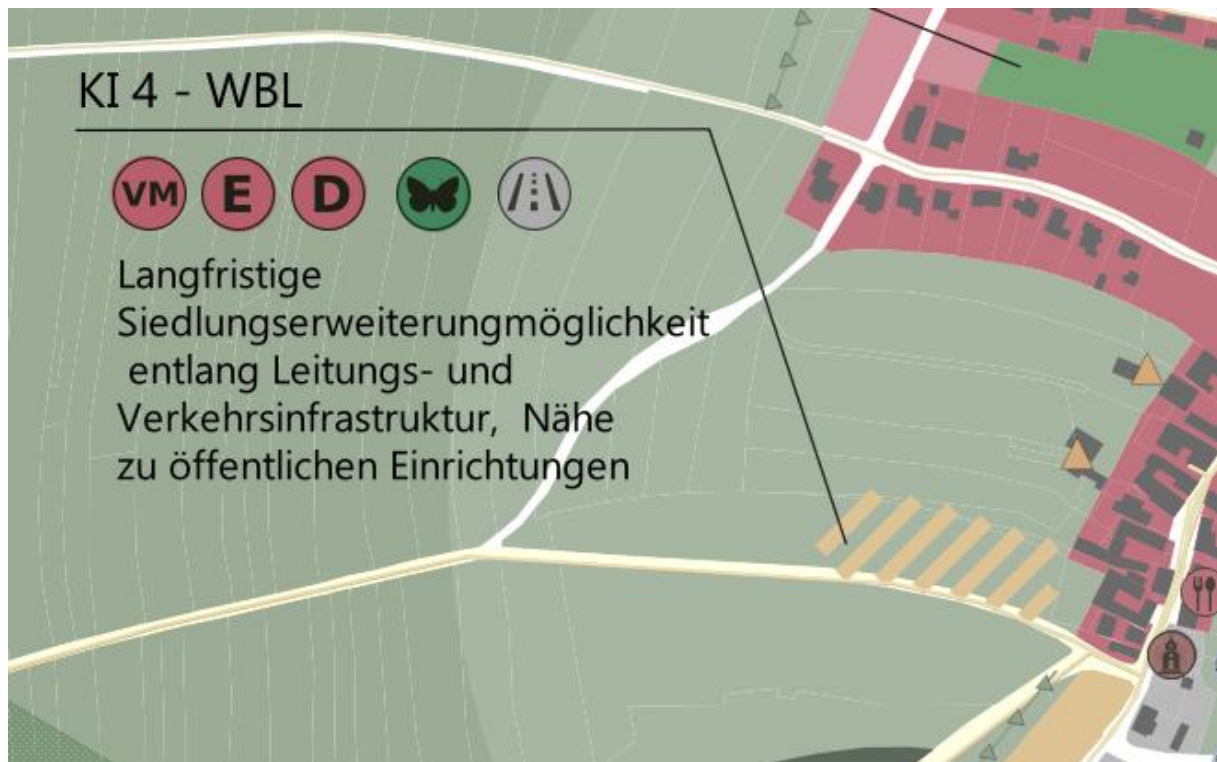 KI 4 - WBL
VM E D
Langfristige
Siedlungserweiterungmöglichkeit
entlang Leitungs- und
Verkehrsinfrastruktur, Nähe
zu öffentlichen Einrichtungen